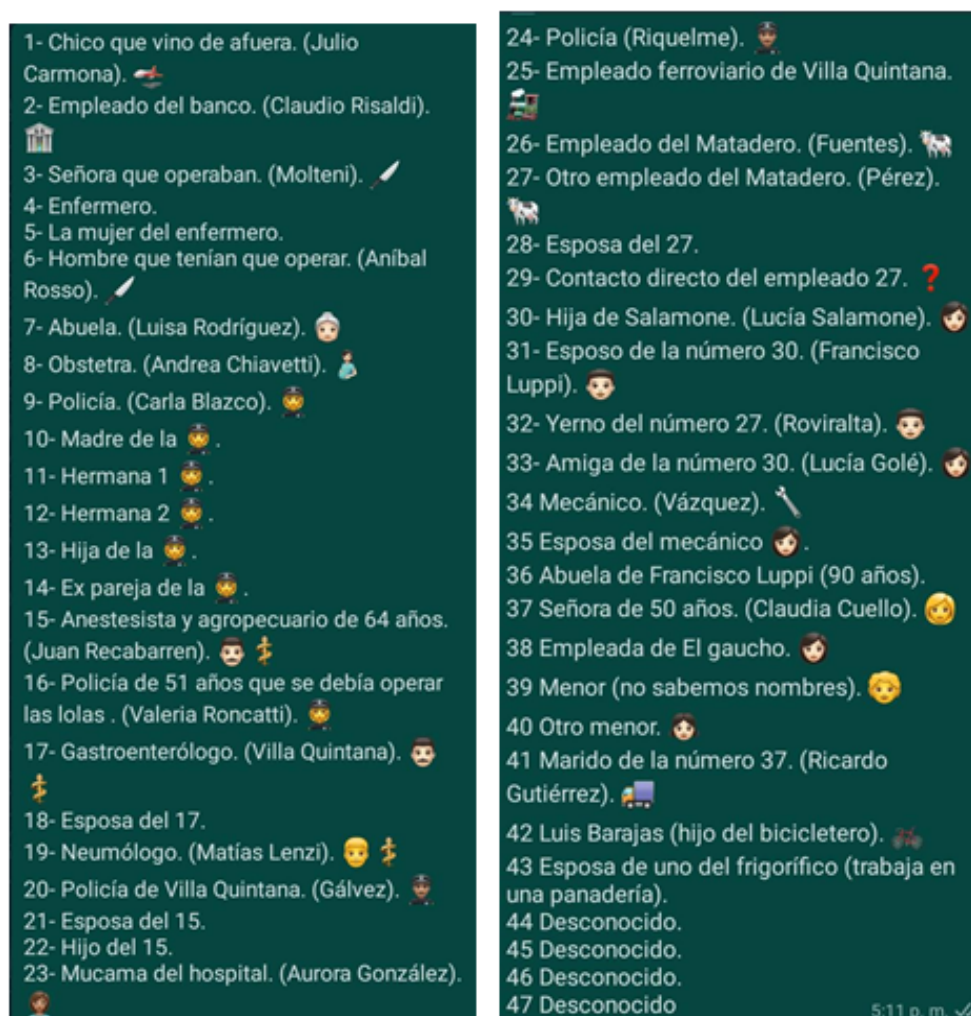 1- Chico que vino de afuera. (Julio
Carmona). 🛩️
2- Empleado del banco. (Claudio Risaldi).
🏦
3- Señora que operaban. (Molteni). 🔪
4- Enfermero.
5- La mujer del enfermero.
6- Hombre que tenían que operar. (Aníbal
Rosso). 🔪
7- Abuela. (Luisa Rodríguez). 👵🏻
8- Obstetra. (Andrea Chiavetti). 🤰🏻
9- Policía. (Carla Blazco). 👮‍♀️
10- Madre de la 👮‍♀️ .
11- Hermana 1 👮‍♀️ .
12- Hermana 2 👮‍♀️ .
13- Hija de la 👮‍♀️ .
14- Ex pareja de la 👮‍♀️ .
15- Anestesista y agropecuario de 64 años.
(Juan Recabarren). 👨🏻 ⚕️
16- Policía de 51 años que se debía operar
las lolas . (Valeria Roncatti). 👮‍♀️
17- Gastroenterólogo. (Villa Quintana). 👨🏻
⚕️
18- Esposa del 17.
19- Neumólogo. (Matías Lenzi). 👨 ⚕️
20- Policía de Villa Quintana. (Gálvez). 👮🏽
21- Esposa del 15.
22- Hijo del 15.
23- Mucama del hospital. (Aurora González).
👩🏽
24- Policía (Riquelme). 👮🏽
25- Empleado ferroviario de Villa Quintana.
🚂
26- Empleado del Matadero. (Fuentes). 🐄
27- Otro empleado del Matadero. (Pérez).
🐄
28- Esposa del 27.
29- Contacto directo del empleado 27. ❓
30- Hija de Salamone. (Lucía Salamone). 👩🏻
31- Esposo de la número 30. (Francisco
Luppi). 👨🏻
32- Yerno del número 27. (Roviralta). 👨🏻
33- Amiga de la número 30. (Lucía Golé). 👩🏻
34 Mecánico. (Vázquez). 🔧
35 Esposa del mecánico 👩🏻 .
36 Abuela de Francisco Luppi (90 años).
37 Señora de 50 años. (Claudia Cuello). 👩
38 Empleada de El gaucho. 👩🏻
39 Menor (no sabemos nombres). 👦
40 Otro menor. 👧🏻
41 Marido de la número 37. (Ricardo
Gutiérrez). 🚚
42 Luis Barajas (hijo del bicicletero). 🚲
43 Esposa de uno del frigorífico (trabaja en
una panadería).
44 Desconocido.
45 Desconocido.
46 Desconocido.
47 Desconocido
5:11 p. m.